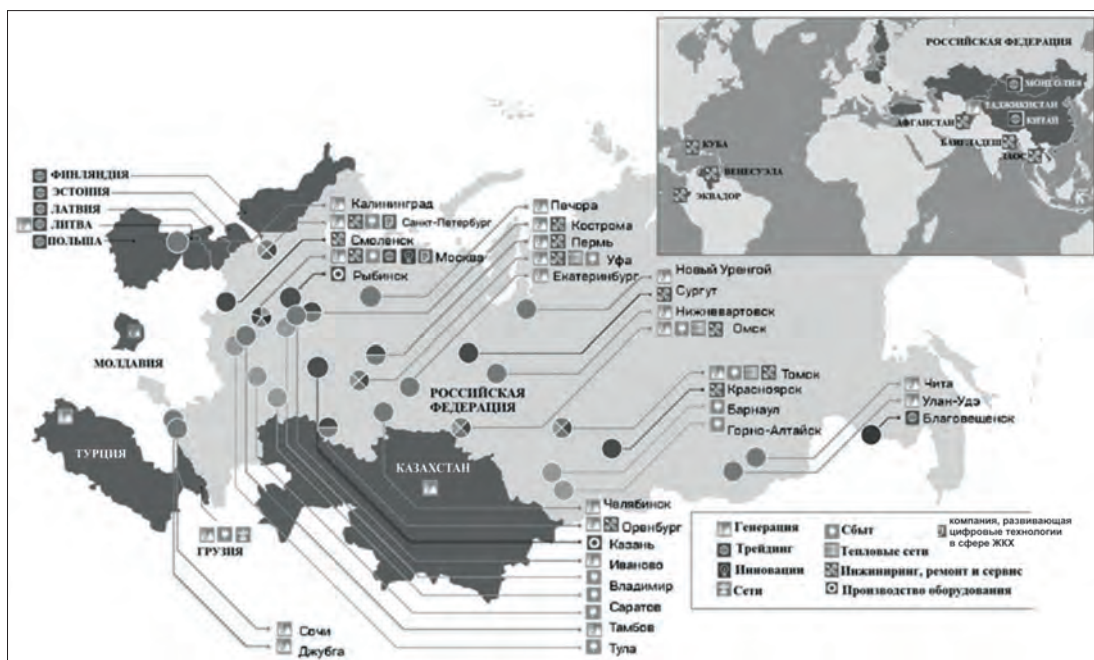 РОССИЙСКАЯ ФЕДЕРАЦИЯ
МОНГОЛИЯ
ТАДЖИКИСТАН
АФГАНСТАН
КИТАЙ
БАНГЛАДЕШ
ЛАОС
КУБА
ВЕНЕСУЭЛА
ЭКВАДОР
ФИНЛЯНДИЯ
ЭСТОНИЯ
ЛАТВИЯ
ЛИТВА
ПОЛЬША
Калининград
Санкт-Петербург
Смоленск
Москва
Рыбинск
Печора
Кострома
Пермь
Уфа
Екатеринбург
Новый Уренгой
Сургут
Нижневартовск
Омск
МОЛДАВИЯ
РОССИЙСКАЯ
ФЕДЕРАЦИЯ
Томск
Красноярск
Барнаул
Горно-Алтайск
Чита
Улан-Удэ
Благовещенск
ТУРЦИЯ
КАЗАХСТАН
ГРУЗИЯ
Челябинск
Оренбург
Казань
Иваново
Владимир
Саратов
Тамбов
Тула
Сочи
Джубга
Генерация
Трейдинг
Инновации
Сети
Сбыт
Тепловые сети
Инжиниринг, ремонт и сервис
Производство оборудования
компания, развивающая
цифровые технологии
в сфере ЖКХ